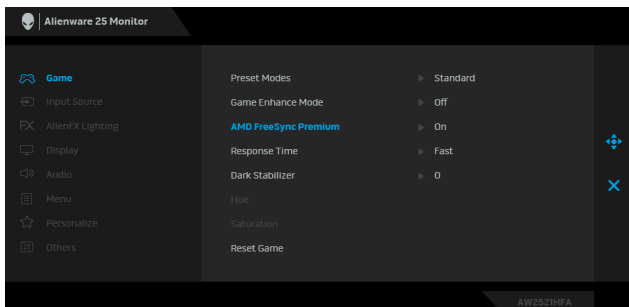 Alienware 25 Monitor
Game
Preset Modes
Standard
Input Source
Game Enhance Mode
Off
FX
AlienFX Lighting
AMD FreeSync Premium
On
Display
Response Time
Fast
Audio
Dark Stabilizer
0
Menu
Hue
Personalize
Saturation
Others
Reset Game
AW2521HFA